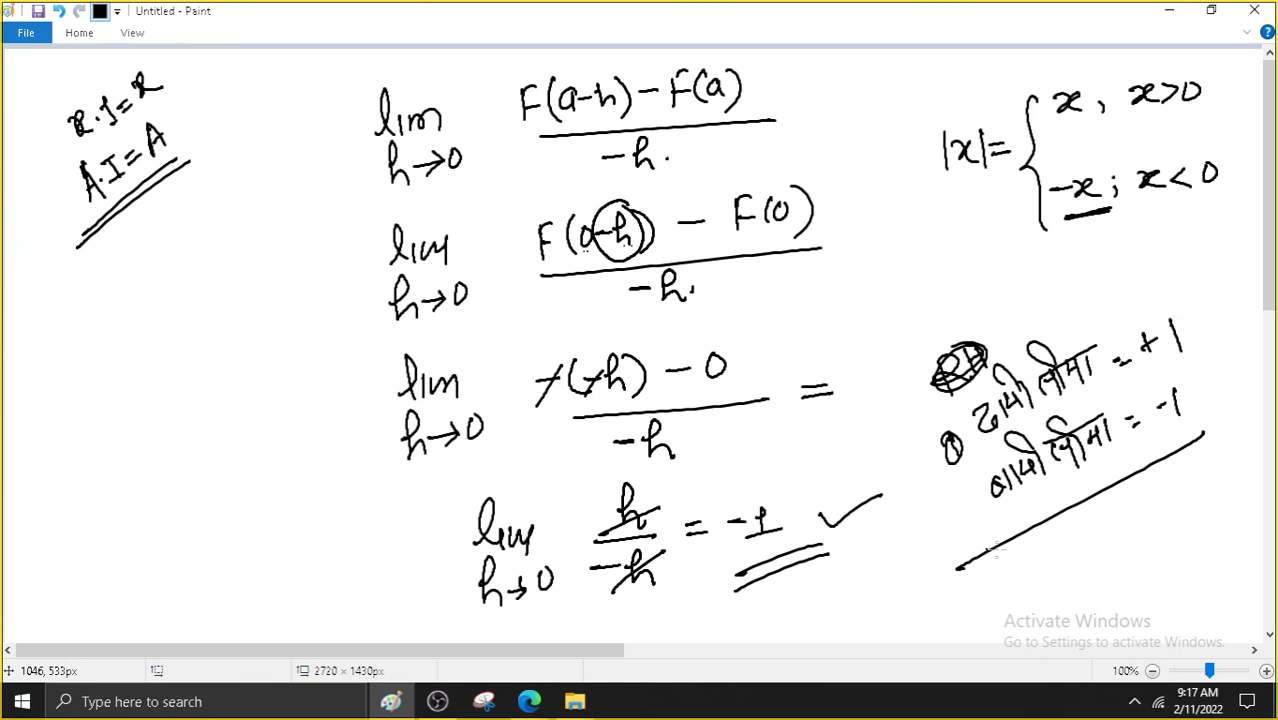 Untitled - Paint
File Home View
R·I=R
A·I=A
lim h→0 F(a-h) - F(a) / -h.
|x|= { x, x>0
-x; x<0
lim h→0 F(0-h) - F(0) / -h.
lim h→0 -(-h) - 0 / -h =
दायी सीमा = +1
बायी सीमा = -1
lim h→0 h / -h = -1 ✓
Activate Windows
Go to Settings to activate Windows.
1046, 533px
2720 × 1430px
100%
Type here to search
9:17 AM
2/11/2022